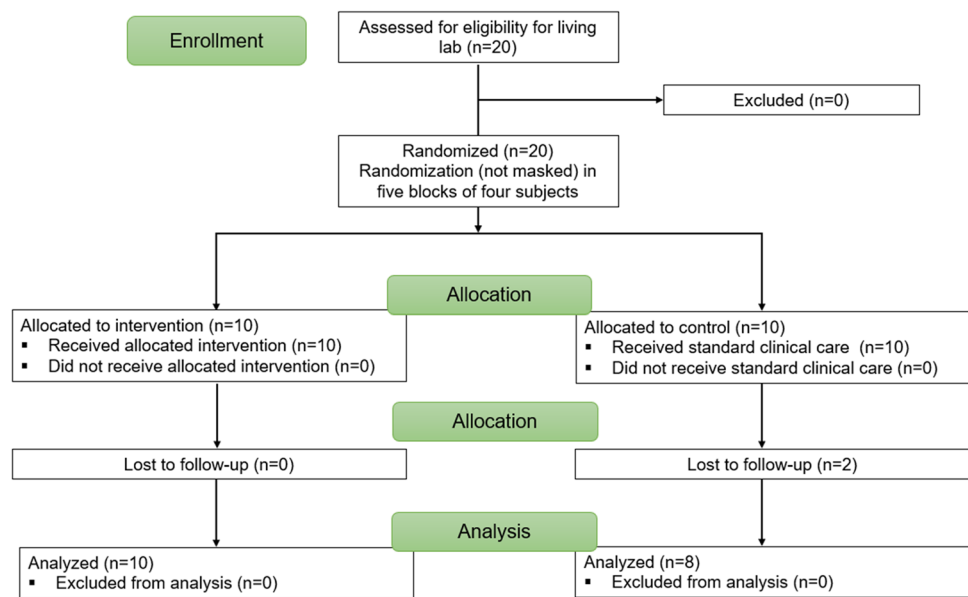 Enrollment
Assessed for eligibility for living
lab (n=20)
Excluded (n=0)
Randomized (n=20)
Randomization (not masked) in
five blocks of four subjects
Allocation
Allocated to intervention (n=10)
▪ Received allocated intervention (n=10)
▪ Did not receive allocated intervention (n=0)
Allocated to control (n=10)
▪ Received standard clinical care (n=10)
▪ Did not receive standard clinical care (n=0)
Allocation
Lost to follow-up (n=0)
Lost to follow-up (n=2)
Analysis
Analyzed (n=10)
▪ Excluded from analysis (n=0)
Analyzed (n=8)
▪ Excluded from analysis (n=0)